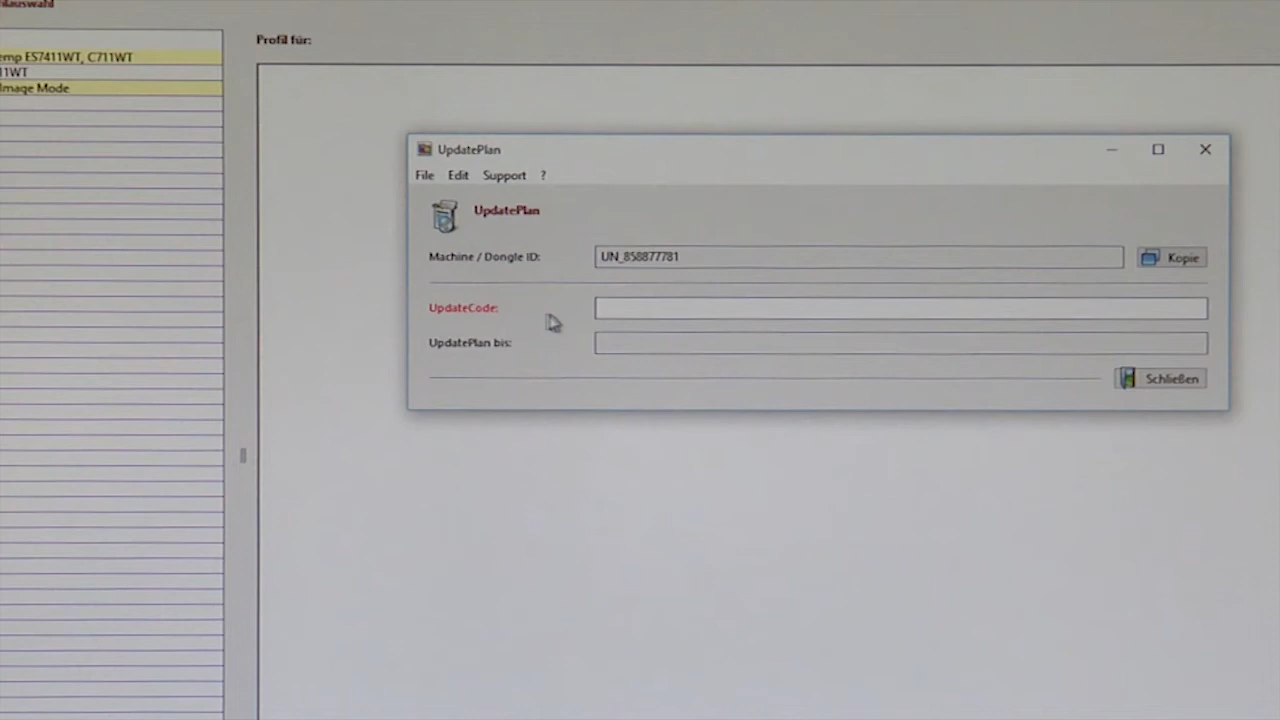 Profil für:
emp ES7411WT, C711WT
11WT
Image Mode
UpdatePlan
File Edit Support ?
UpdatePlan
Machine / Dongle ID: UN_858877781 Kopie
UpdateCode:
UpdatePlan bis:
Schließen